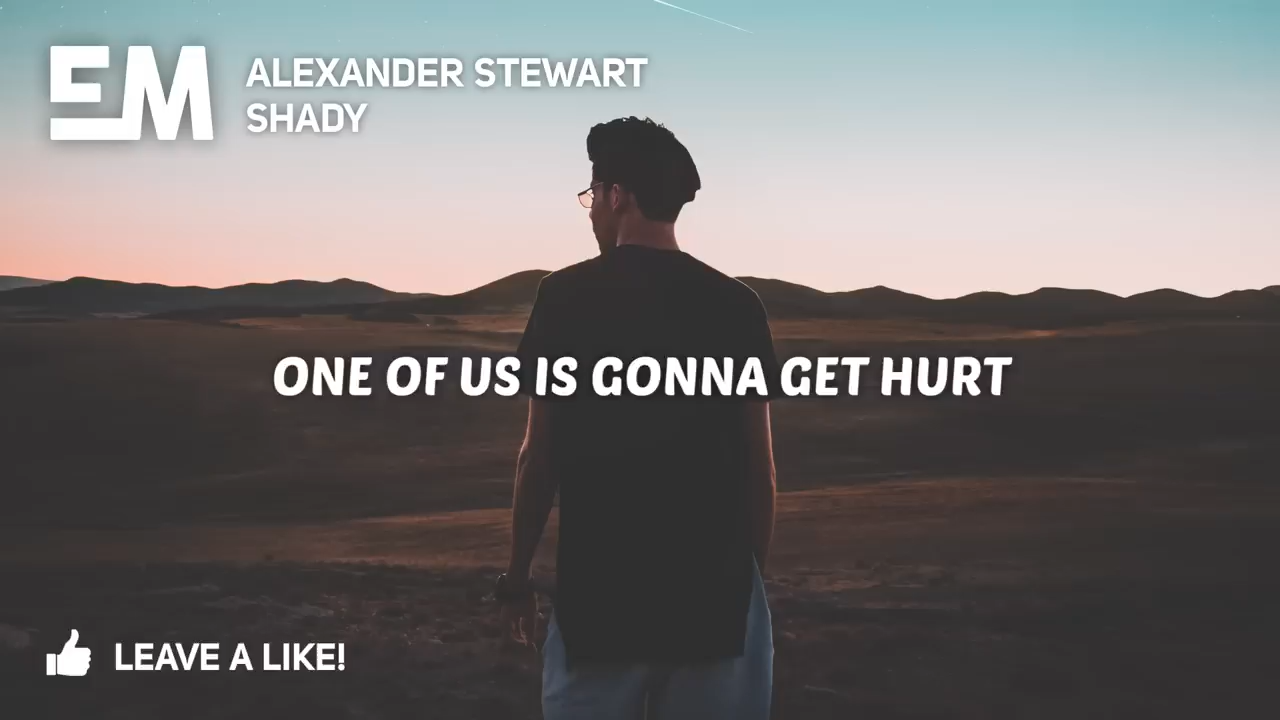 EM
ALEXANDER STEWART
SHADY
ONE OF US IS GONNA GET HURT
LEAVE A LIKE!